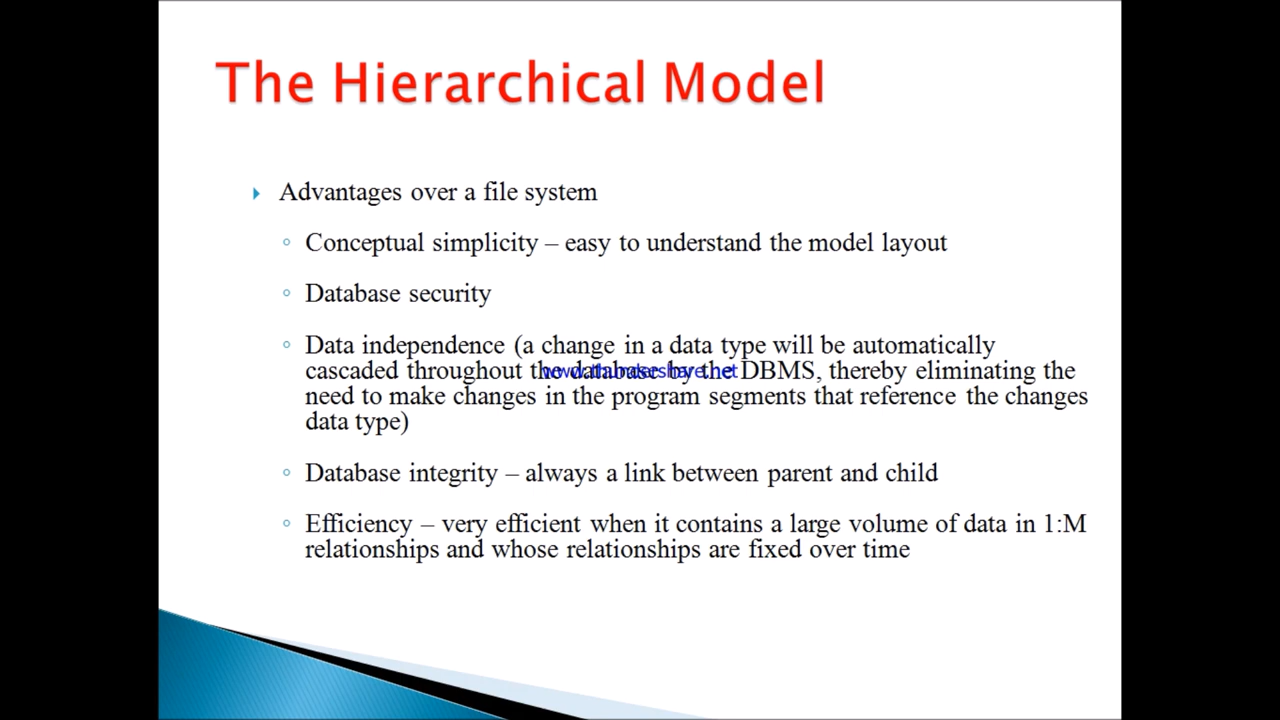 The Hierarchical Model
Advantages over a file system
Conceptual simplicity – easy to understand the model layout
Database security
Data independence (a change in a data type will be automatically
cascaded throughout the database by the DBMS, thereby eliminating the
need to make changes in the program segments that reference the changes
data type)
www.thundershare.net
Database integrity – always a link between parent and child
Efficiency – very efficient when it contains a large volume of data in 1:M
relationships and whose relationships are fixed over time